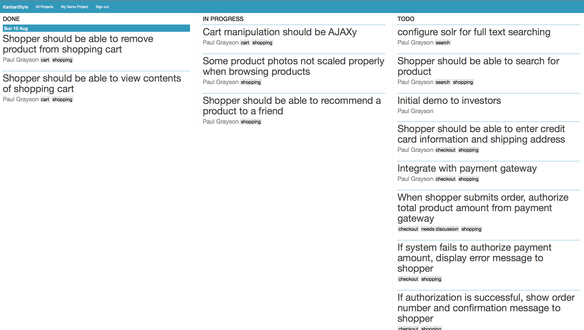 KanbanStyle All Projects My Demo Project Sign out
DONE
Sun 10 Aug
Shopper should be able to remove
product from shopping cart
Paul Grayson cart shopping
Shopper should be able to view contents
of shopping cart
Paul Grayson cart shopping
IN PROGRESS
Cart manipulation should be AJAXy
Paul Grayson cart shopping
Some product photos not scaled properly
when browsing products
Paul Grayson shopping
Shopper should be able to recommend a
product to a friend
Paul Grayson shopping
TODO
configure solr for full text searching
Paul Grayson search
Shopper should be able to search for
product
Paul Grayson search shopping
Initial demo to investors
Paul Grayson
Shopper should be able to enter credit
card information and shipping address
Paul Grayson checkout shopping
Integrate with payment gateway
Paul Grayson checkout shopping
When shopper submits order, authorize
total product amount from payment
gateway
checkout needs discussion shopping
If system fails to authorize payment
amount, display error message to
shopper
checkout shopping
If authorization is successful, show order
number and confirmation message to
shopper
checkout shopping